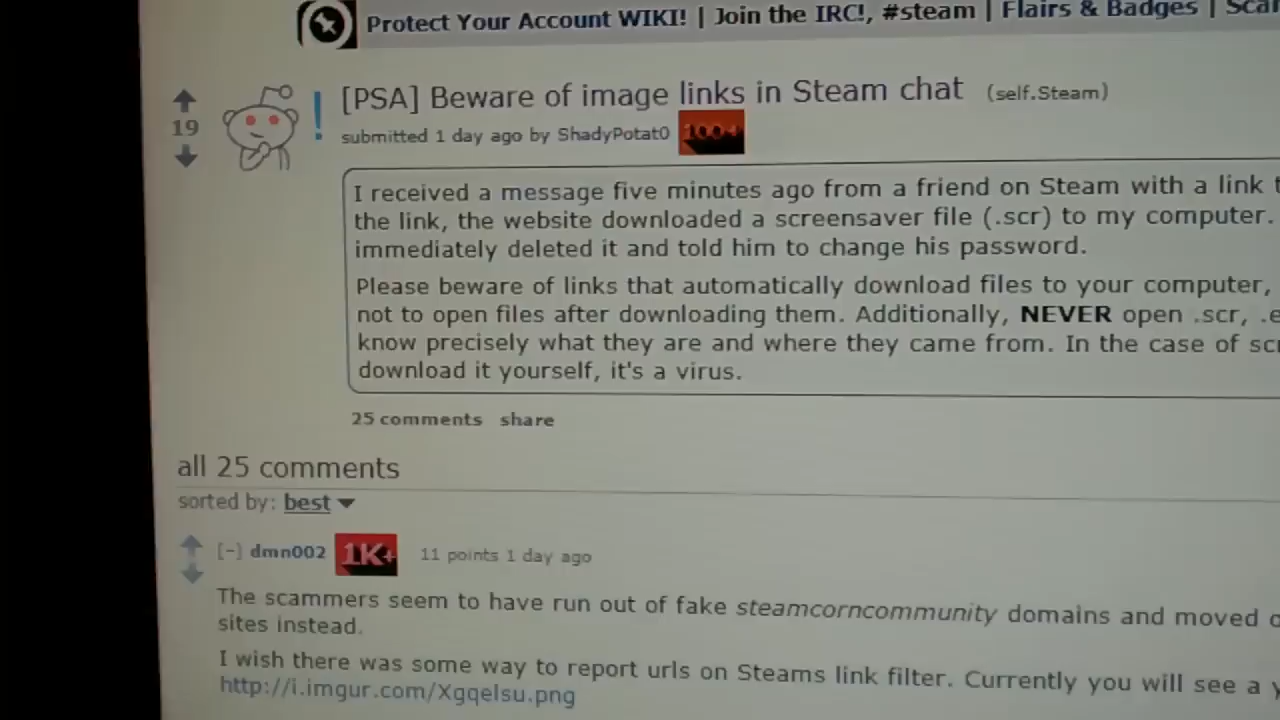 Protect Your Account WIKI! | Join the IRC!, #steam | Flairs & Badges |
[PSA] Beware of image links in Steam chat (self.Steam)
19
submitted 1 day ago by ShadyPotat0 100+
I received a message five minutes ago from a friend on Steam with a link
the link, the website downloaded a screensaver file (.scr) to my computer.
immediately deleted it and told him to change his password.
Please beware of links that automatically download files to your computer,
not to open files after downloading them. Additionally, NEVER open .scr,
know precisely what they are and where they came from. In the case of
download it yourself, it's a virus.
25 comments share
all 25 comments
sorted by: best
[-] dmn002 1K+ 11 points 1 day ago
The scammers seem to have run out of fake steamcorncommunity domains and moved
sites instead.
I wish there was some way to report urls on Steams link filter. Currently you will see a
http://i.imgur.com/Xgqelsu.png